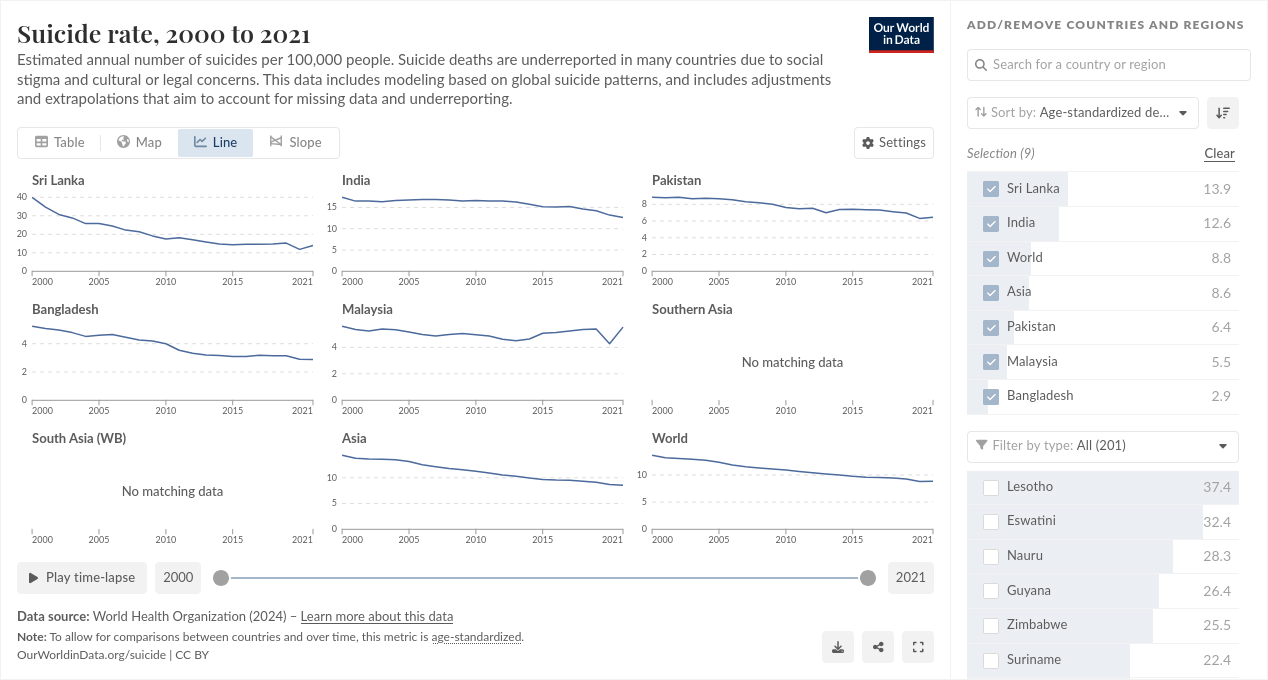 Suicide rate, 2000 to 2021
Our World
in Data
Estimated annual number of suicides per 100,000 people. Suicide deaths are underreported in many countries due to social
stigma and cultural or legal concerns. This data includes modeling based on global suicide patterns, and includes adjustments
and extrapolations that aim to account for missing data and underreporting.
Table Map Line Slope
Settings
Sri Lanka
40
30
20
10
0
2000 2005 2010 2015 2021
India
15
10
5
0
2000 2005 2010 2015 2021
Pakistan
8
6
4
2
0
2000 2005 2010 2015 2021
Bangladesh
4
2
0
2000 2005 2010 2015 2021
Malaysia
4
2
0
2000 2005 2010 2015 2021
Southern Asia
No matching data
2000 2005 2010 2015 2021
South Asia (WB)
No matching data
2000 2005 2010 2015 2021
Asia
10
5
0
2000 2005 2010 2015 2021
World
10
5
0
2000 2005 2010 2015 2021
Play time-lapse 2000 2021
Data source: World Health Organization (2024) – Learn more about this data
Note: To allow for comparisons between countries and over time, this metric is age-standardized.
OurWorldinData.org/suicide | CC BY
ADD/REMOVE COUNTRIES AND REGIONS
Search for a country or region
Sort by: Age-standardized de...
Selection (9) Clear
Sri Lanka 13.9
India 12.6
World 8.8
Asia 8.6
Pakistan 6.4
Malaysia 5.5
Bangladesh 2.9
Filter by type: All (201)
Lesotho 37.4
Eswatini 32.4
Nauru 28.3
Guyana 26.4
Zimbabwe 25.5
Suriname 22.4